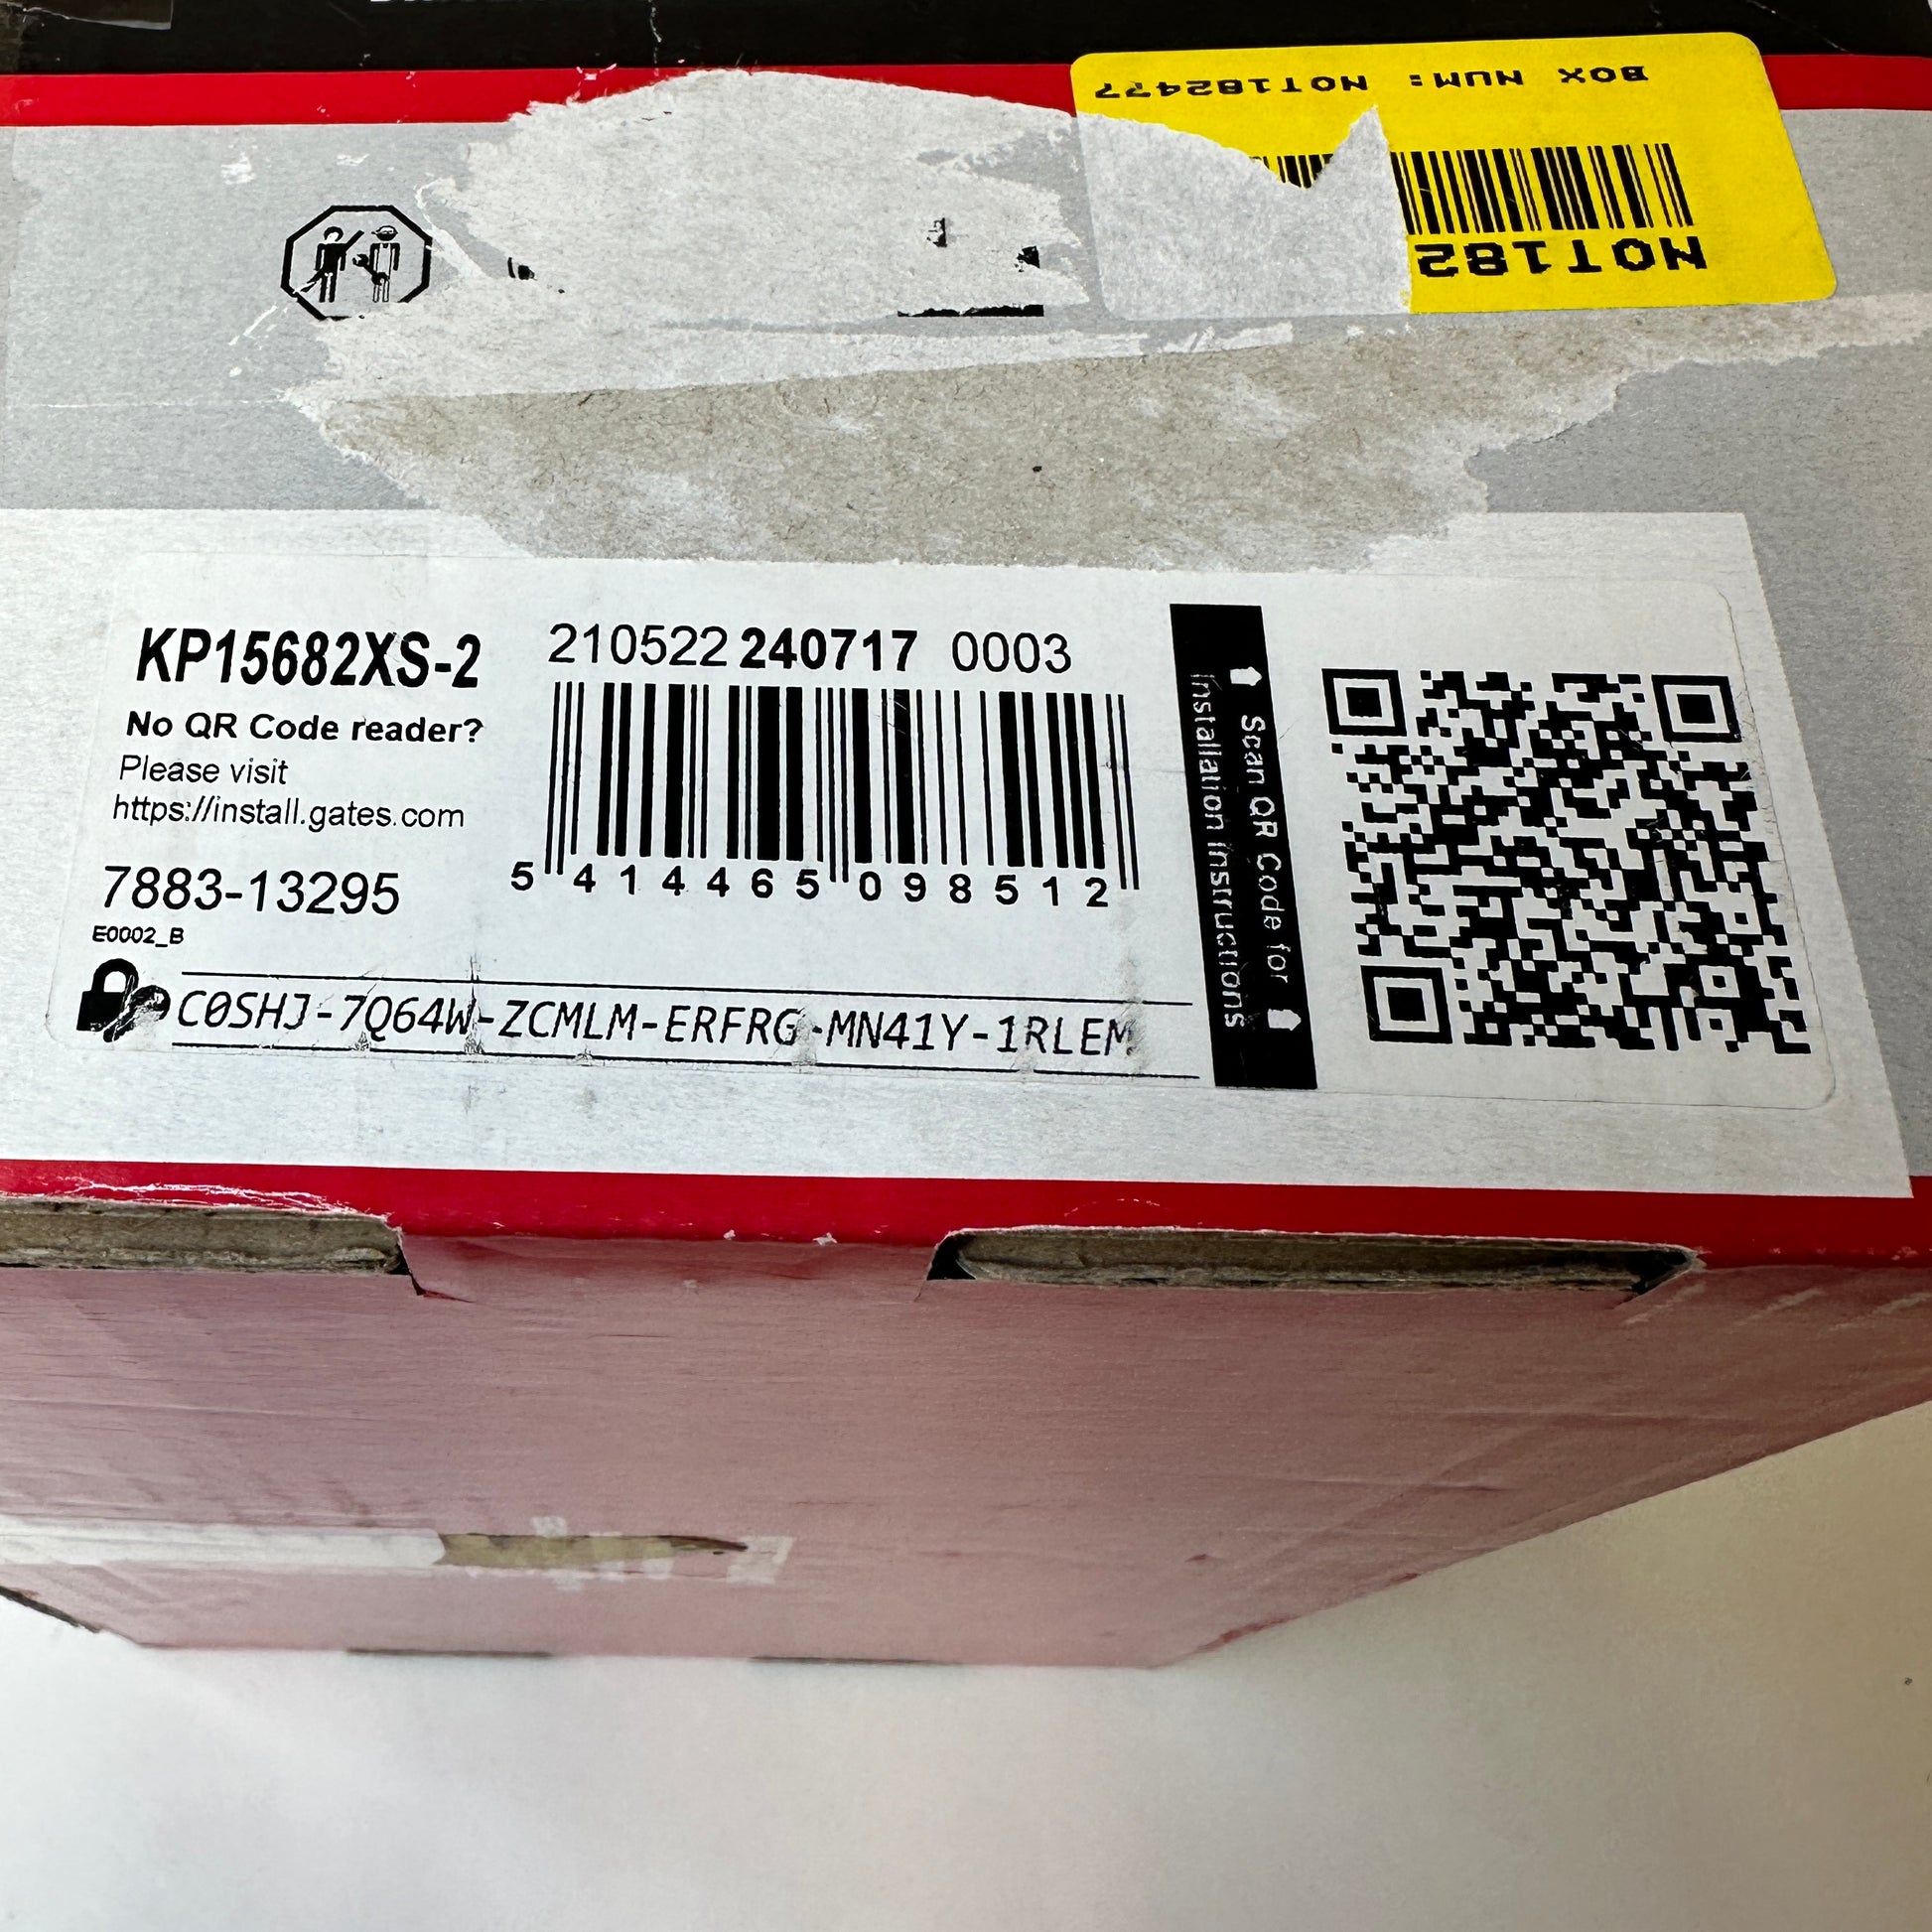 BOX NUM: NOT182477
NOT182
KP15682XS-2
No QR Code reader?
Please visit
https://install.gates.com
7883-13295
E0002_B
210522 240717 0003
5 414465 098512
C0SHJ-7Q64W-ZCMLM-ERFRG-MN41Y-1RLEM
Scan QR Code for
installation instructions